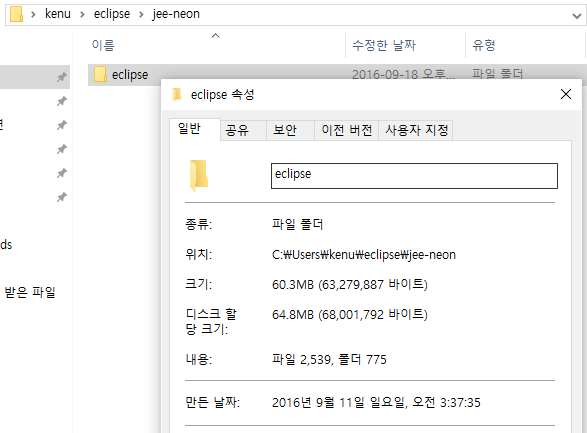 kenu > eclipse > jee-neon
이름 수정한 날짜 유형
eclipse 2016-09-18 오후... 파일 폴더
eclipse 속성
일반 공유 보안 이전 버전 사용자 지정
eclipse
종류: 파일 폴더
위치: C:\Users\kenu\eclipse\jee-neon
크기: 60.3MB (63,279,887 바이트)
디스크 할
당 크기: 64.8MB (68,001,792 바이트)
ds
내용: 파일 2,539, 폴더 775
받은 파일
만든 날짜: 2016년 9월 11일 일요일, 오전 3:37:35